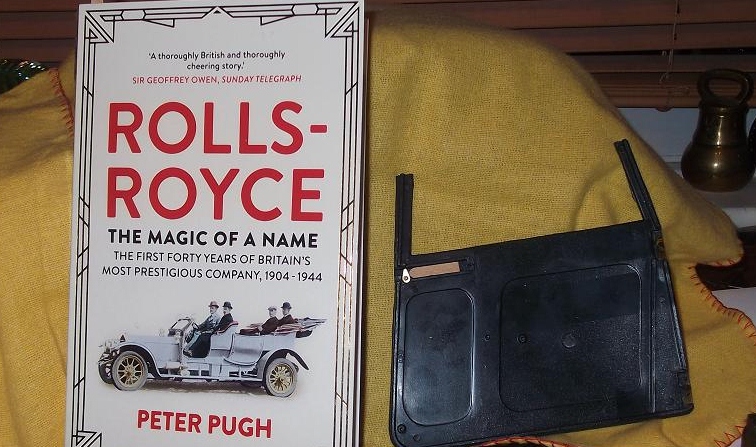 'A thoroughly British and thoroughly
cheering story.'
SIR GEOFFREY OWEN, SUNDAY TELEGRAPH
ROLLS-
ROYCE
THE MAGIC OF A NAME
THE FIRST FORTY YEARS OF BRITAIN'S
MOST PRESTIGIOUS COMPANY, 1904-1944
PETER PUGH